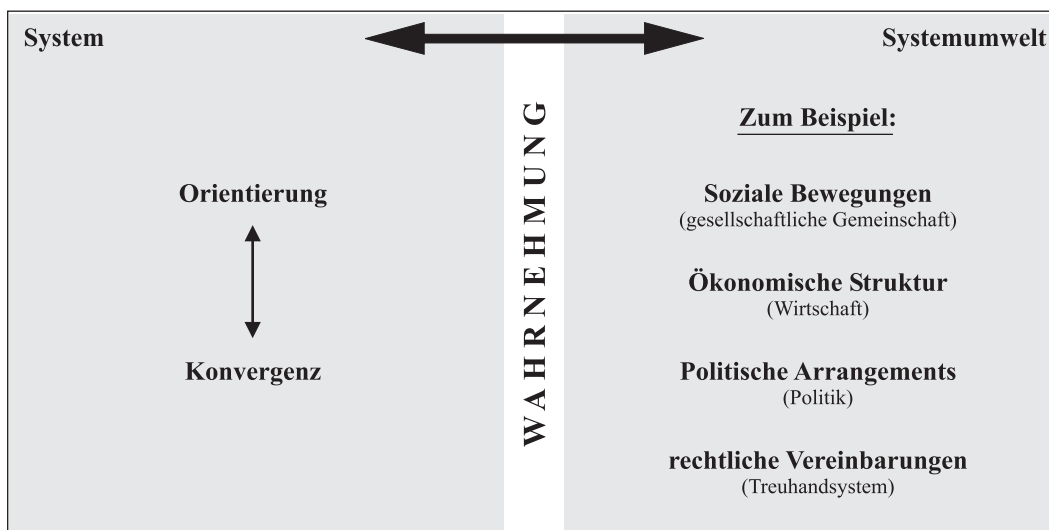 System
Systemumwelt
Orientierung
Konvergenz
WAHRNEHMUNG
Zum Beispiel:
Soziale Bewegungen
(gesellschaftliche Gemeinschaft)
Ökonomische Struktur
(Wirtschaft)
Politische Arrangements
(Politik)
rechtliche Vereinbarungen
(Treuhandsystem)